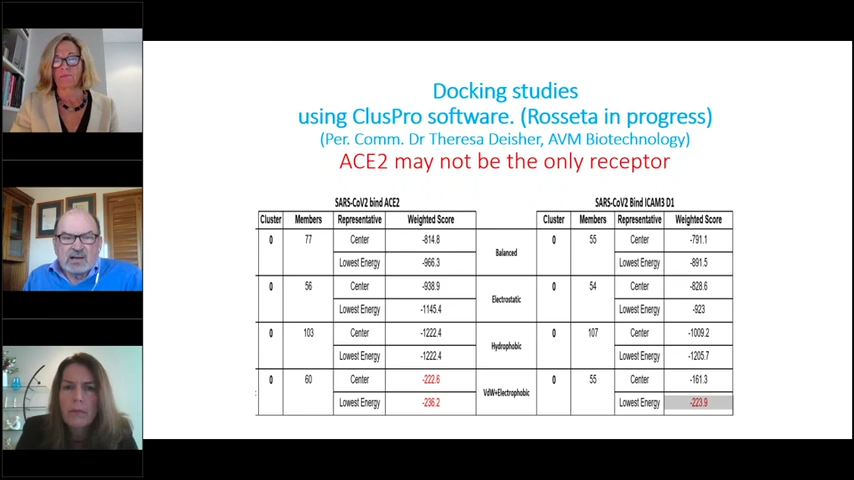 Docking studies
using ClusPro software. (Rosseta in progress)
(Per. Comm. Dr Theresa Deisher, AVM Biotechnology)
ACE2 may not be the only receptor
SARS-CoV2 bind ACE2 SARS-CoV2 Bind ICAM3 D1
Cluster Members Representative Weighted Score Cluster Members Representative Weighted Score
0 77 Center -814.8 Balanced 0 55 Center -791.1
Lowest Energy -966.3 Lowest Energy -891.5
0 56 Center -938.9 Electrostatic 0 54 Center -828.6
Lowest Energy -1145.4 Lowest Energy -923
0 103 Center -1222.4 Hydrophobic 0 107 Center -1009.2
Lowest Energy -1222.4 Lowest Energy -1205.7
0 60 Center -222.6 VdW+Electrophobic 0 55 Center -161.3
Lowest Energy -236.2 Lowest Energy -223.9